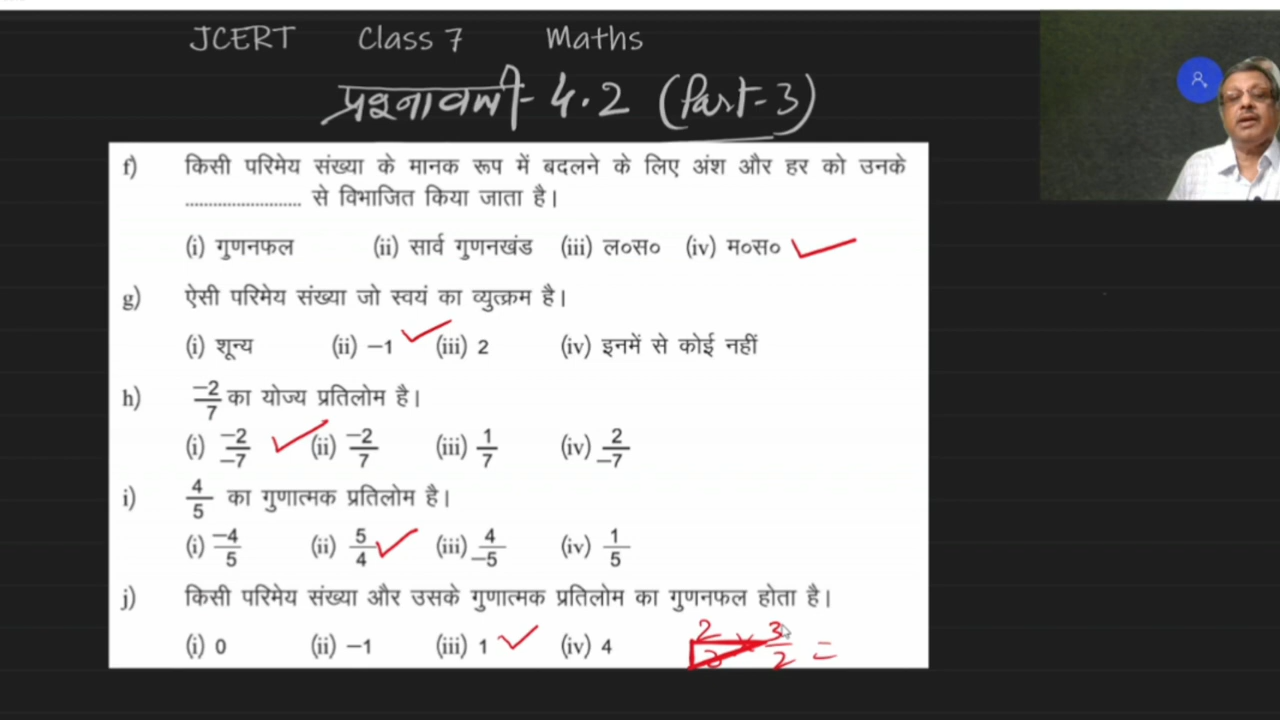 JCERT Class 7 Maths
प्रश्नावली- 4.2 (Part-3)
f) किसी परिमेय संख्या के मानक रूप में बदलने के लिए अंश और हर को उनके
.......................... से विभाजित किया जाता है।
(i) गुणनफल (ii) सार्व गुणनखंड (iii) ल०स० (iv) म०स०
g) ऐसी परिमेय संख्या जो स्वयं का व्युत्क्रम है।
(i) शून्य (ii) −1 (iii) 2 (iv) इनमें से कोई नहीं
h) −2/7 का योज्य प्रतिलोम है।
(i) −2/−7 (ii) −2/7 (iii) 1/7 (iv) 2/−7
i) 4/5 का गुणात्मक प्रतिलोम है।
(i) −4/5 (ii) 5/4 (iii) 4/−5 (iv) 1/5
j) किसी परिमेय संख्या और उसके गुणात्मक प्रतिलोम का गुणनफल होता है।
(i) 0 (ii) −1 (iii) 1 (iv) 4 2/3 × 3/2 =